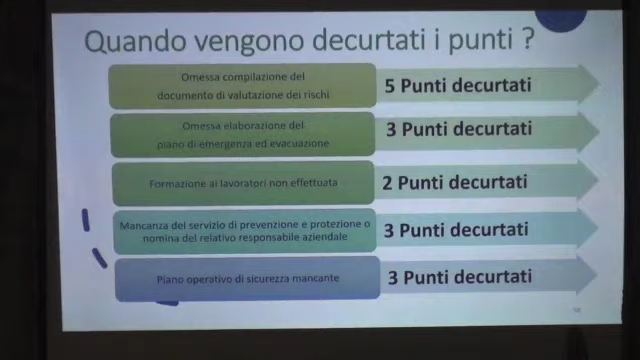 Quando vengono decurtati i punti ?
Omessa compilazione del
documento di valutazione dei rischi
5 Punti decurtati
Omessa elaborazione del
piano di emergenza ed evacuazione
3 Punti decurtati
Formazione ai lavoratori non effettuata
2 Punti decurtati
Mancanza del servizio di prevenzione e protezione o
nomina del relativo responsabile aziendale
3 Punti decurtati
Piano operativo di sicurezza mancante
3 Punti decurtati